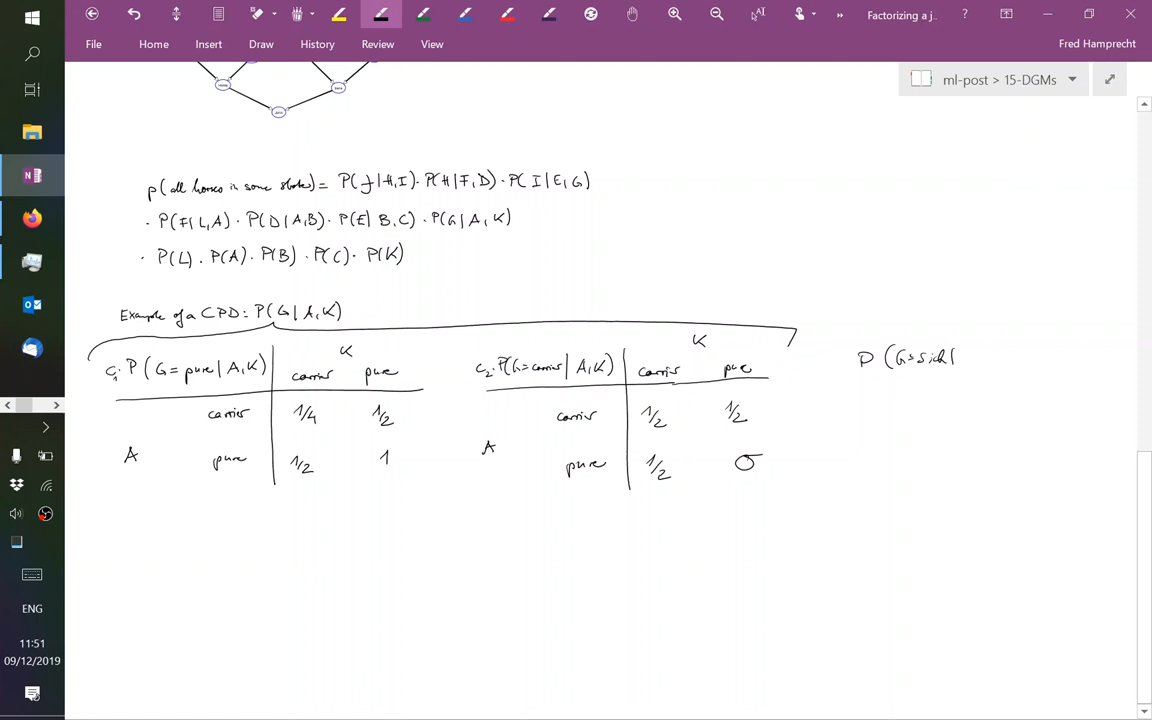 Factorizing a j..
?
Fred Hamprecht
File Home Insert Draw History Review View
ml-post > 15-DGMs
p(all horses in some state) = P(J|H,I) · P(H|F,D) · P(I|E,G)
· P(F|L,A) · P(D|A,B) · P(E|B,C) · P(G|A,K)
· P(L) · P(A) · P(B) · P(C) · P(K)
Example of a CPD: P(G|A,K)
K
K
c₁·P(G=pure|A,K) carrier pure
c₂·P(G=carrier|A,K) carrier pure
P(G=sick|
carrier 1/4 1/2
carrier 1/2 1/2
A
A
pure 1/2 1
pure 1/2 0
ENG
11:51
09/12/2019